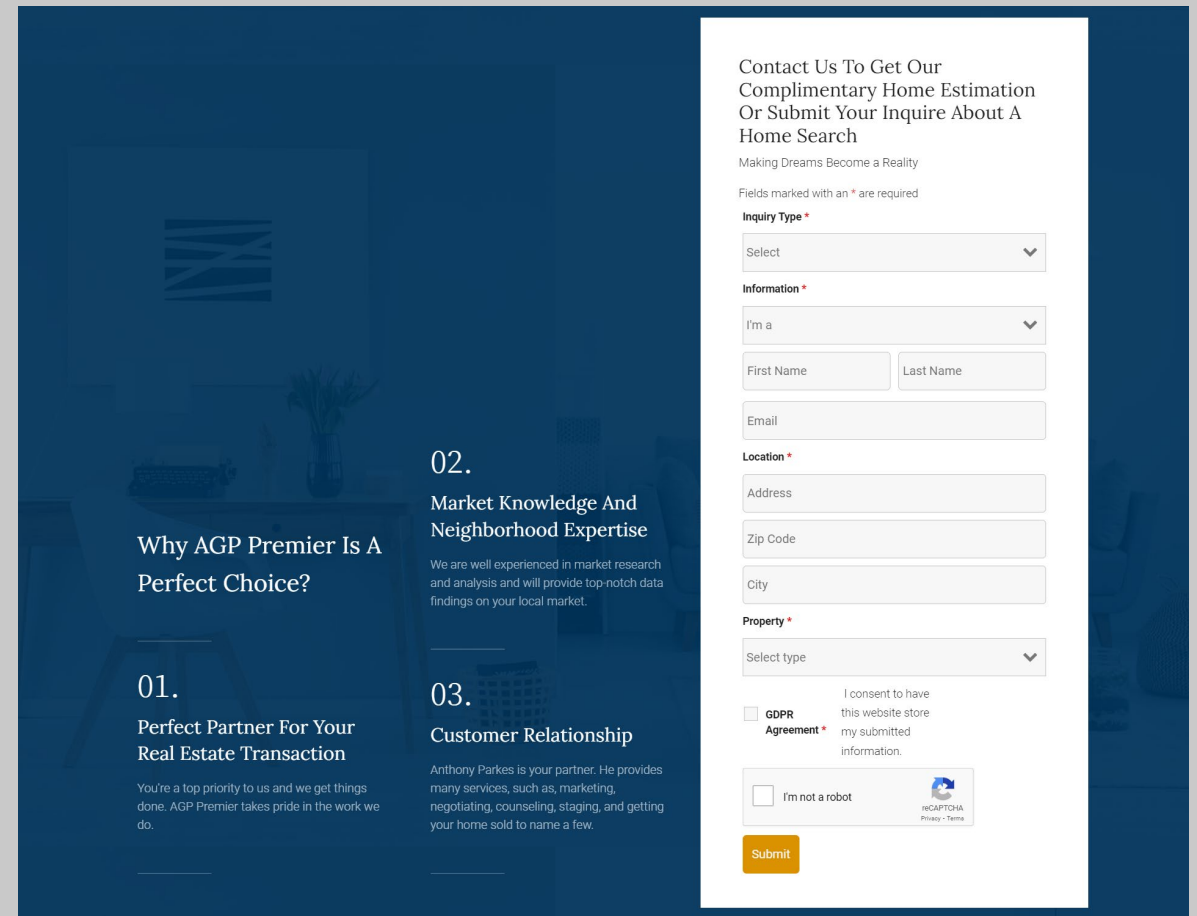 Why AGP Premier Is A
Perfect Choice?
01.
Perfect Partner For Your
Real Estate Transaction
You're a top priority to us and we get things
done. AGP Premier takes pride in the work we
do.
02.
Market Knowledge And
Neighborhood Expertise
We are well experienced in market research
and analysis and will provide top-notch data
findings on your local market.
03.
Customer Relationship
Anthony Parkes is your partner. He provides
many services, such as, marketing,
negotiating, counseling, staging, and getting
your home sold to name a few.
Contact Us To Get Our
Complimentary Home Estimation
Or Submit Your Inquire About A
Home Search
Making Dreams Become a Reality
Fields marked with an * are required
Inquiry Type *
Select
Information *
I'm a
First Name Last Name
Email
Location *
Address
Zip Code
City
Property *
Select type
GDPR
Agreement *
I consent to have
this website store
my submitted
information.
I'm not a robot
reCAPTCHA
Privacy - Terms
Submit